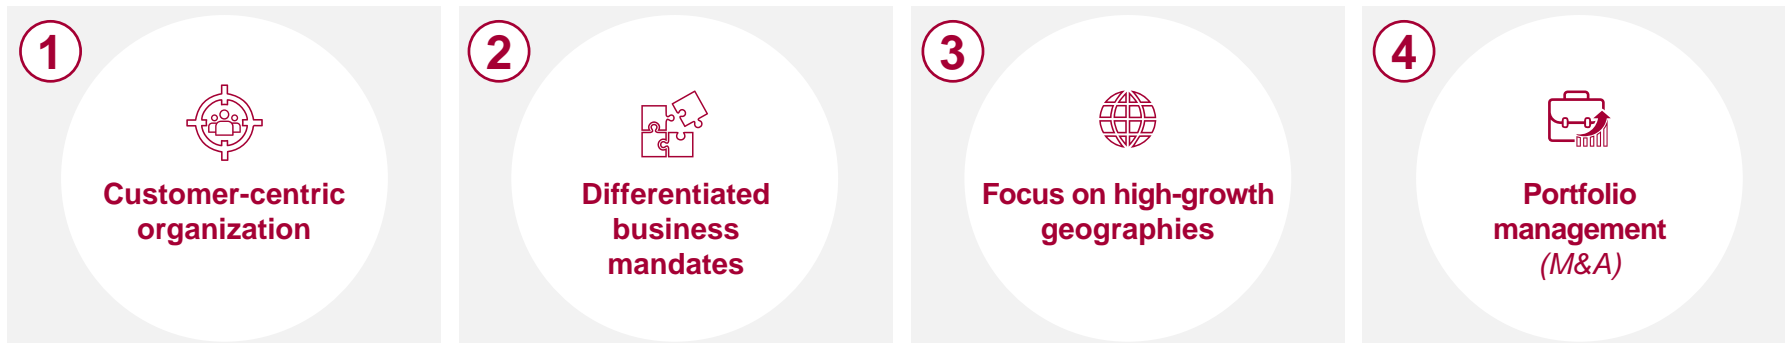 1
Customer-centric
organization
2
Differentiated
business
mandates
3
Focus on high-growth
geographies
4
Portfolio
management
(M&A)